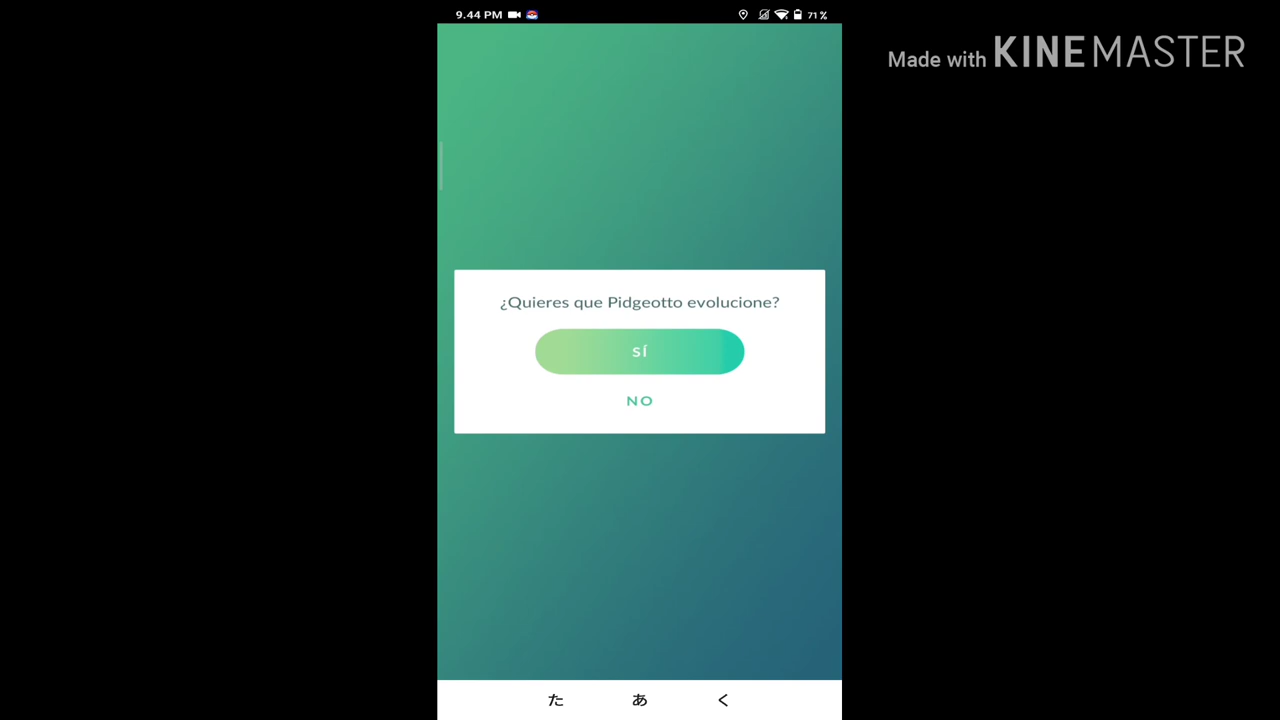 9.44 PM 71 %
Made with KINEMASTER
¿Quieres que Pidgeotto evolucione?
SÍ
NO
た あ く